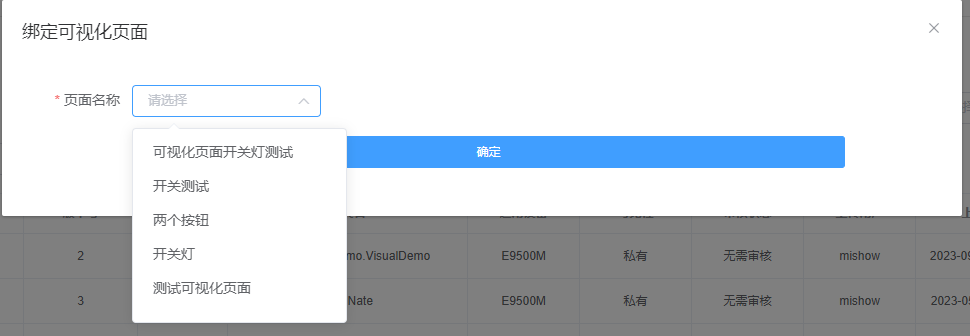 绑定可视化页面
* 页面名称 请选择
可视化页面开关灯测试
确定
开关测试
两个按钮
开关灯
测试可视化页面
2 mo.VisualDemo E9500M 私有 无需审核 mishow 2023-09
3 Nate E9500M 私有 无需审核 mishow 2023-0